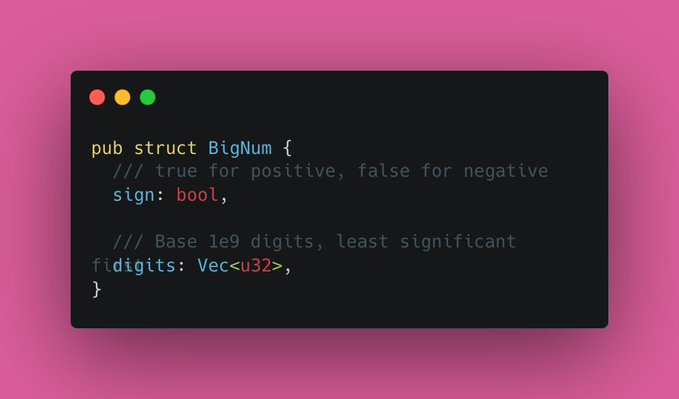 pub struct BigNum {
/// true for positive, false for negative
sign: bool,
/// Base 1e9 digits, least significant
first
digits: Vec<u32>,
}